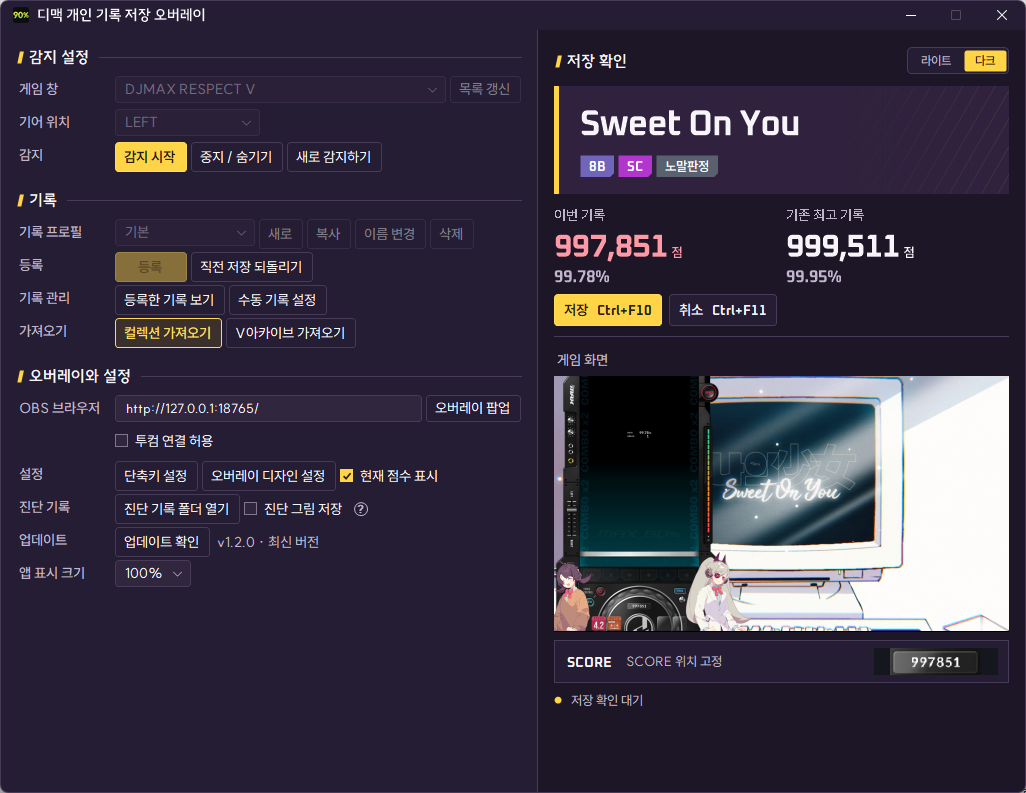 90% 디맥 개인 기록 저장 오버레이
감지 설정
게임 창 DJMAX RESPECT V 목록 갱신
기어 위치 LEFT
감지 감지 시작 중지 / 숨기기 새로 감지하기
기록
기록 프로필 기본 새로 복사 이름 변경 삭제
등록 등록 직전 저장 되돌리기
기록 관리 등록한 기록 보기 수동 기록 설정
가져오기 컬렉션 가져오기 V아카이브 가져오기
오버레이와 설정
OBS 브라우저 http://127.0.0.1:18765/ 오버레이 팝업
투컴 연결 허용
설정 단축키 설정 오버레이 디자인 설정 현재 점수 표시
진단 기록 진단 기록 폴더 열기 진단 그림 저장 ?
업데이트 업데이트 확인 v1.2.0 · 최신 버전
앱 표시 크기 100%
저장 확인 라이트 다크
Sweet On You
8B SC 노말판정
이번 기록 기존 최고 기록
997,851 점 999,511 점
99.78% 99.95%
저장 Ctrl+F10 취소 Ctrl+F11
게임 화면
COMBO x2
Sweet On You
997851
4.2
SCORE SCORE 위치 고정 997851
저장 확인 대기